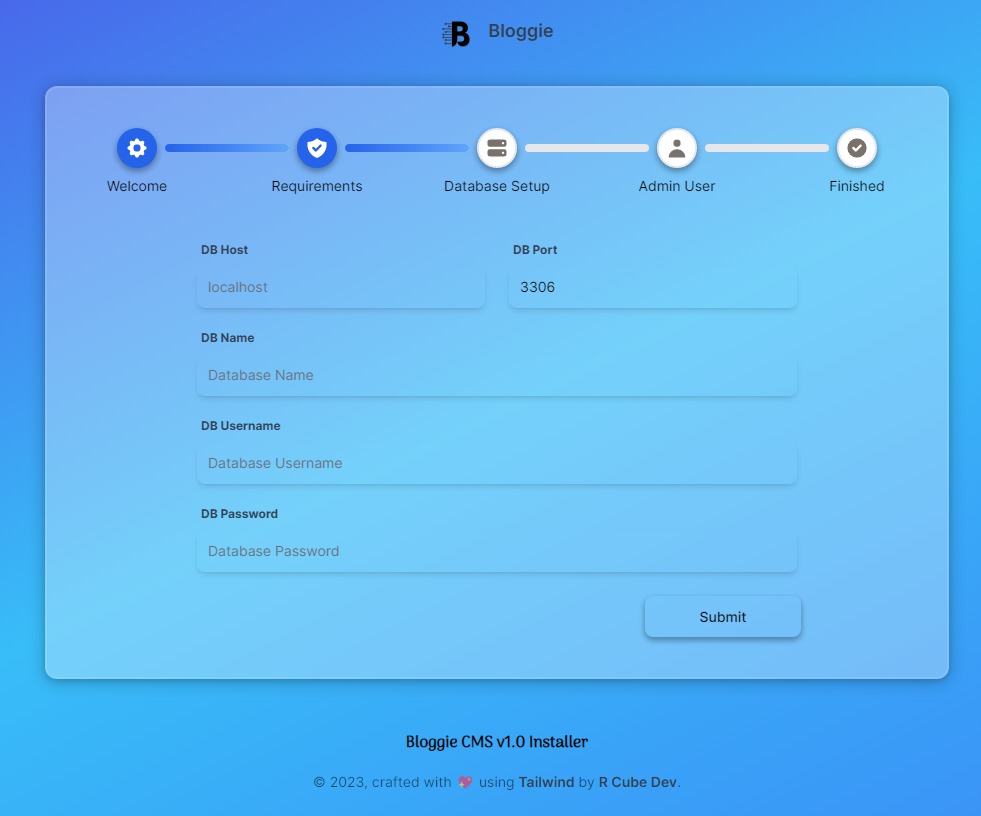 Bloggie
Welcome Requirements Database Setup Admin User Finished
DB Host DB Port
localhost 3306
DB Name
Database Name
DB Username
Database Username
DB Password
Database Password
Submit
Bloggie CMS v1.0 Installer
© 2023, crafted with 💖 using Tailwind by R Cube Dev.